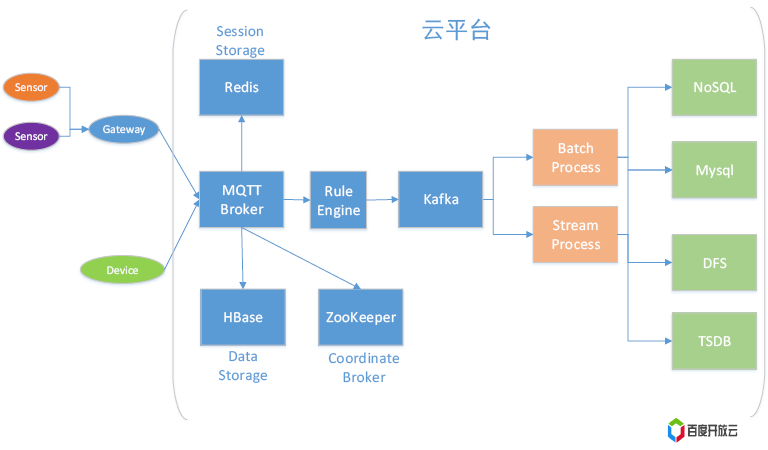 云平台
Session
Storage
Redis
Sensor
Sensor
Gateway
Device
MQTT
Broker
Rule
Engine
Kafka
Batch
Process
Stream
Process
NoSQL
Mysql
DFS
TSDB
HBase
Data
Storage
ZooKeeper
Coordinate
Broker
百度开放云